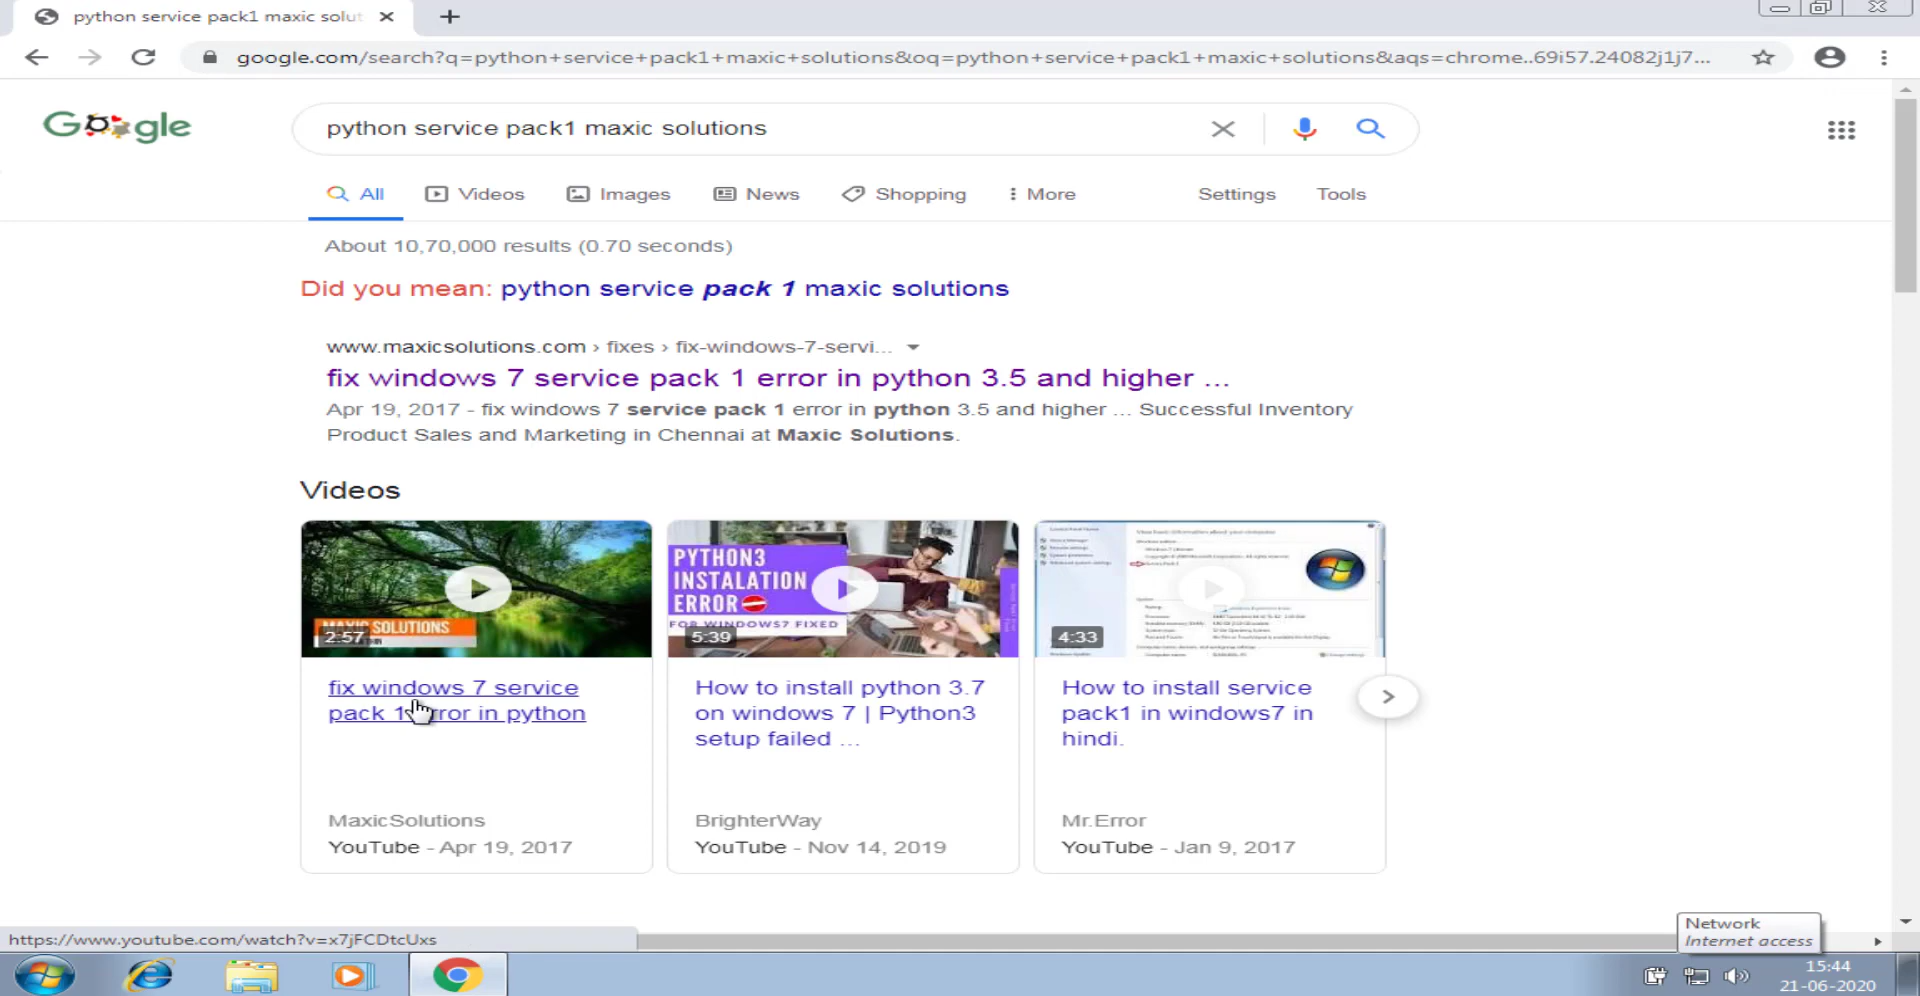 python service pack1 maxic solut
google.com/search?q=python+service+pack1+maxic+solutions&oq=python+service+pack1+maxic+solutions&aqs=chrome..69i57.24082j1j7...
Google
python service pack1 maxic solutions
All Videos Images News Shopping More Settings Tools
About 10,70,000 results (0.70 seconds)
Did you mean: python service pack 1 maxic solutions
www.maxicsolutions.com › fixes › fix-windows-7-servi...
fix windows 7 service pack 1 error in python 3.5 and higher ...
Apr 19, 2017 - fix windows 7 service pack 1 error in python 3.5 and higher ... Successful Inventory
Product Sales and Marketing in Chennai at Maxic Solutions.
Videos
MAXIC SOLUTIONS
2:57
PYTHON3
INSTALATION
ERROR
FOR WINDOWS7 FIXED
5:39
4:33
fix windows 7 service
pack 1 error in python
How to install python 3.7
on windows 7 | Python3
setup failed ...
How to install service
pack1 in windows7 in
hindi.
MaxicSolutions
YouTube - Apr 19, 2017
BrighterWay
YouTube - Nov 14, 2019
Mr.Error
YouTube - Jan 9, 2017
Network
Internet access
https://www.youtube.com/watch?v=x7jFCDtcUxs
15:44
21-06-2020